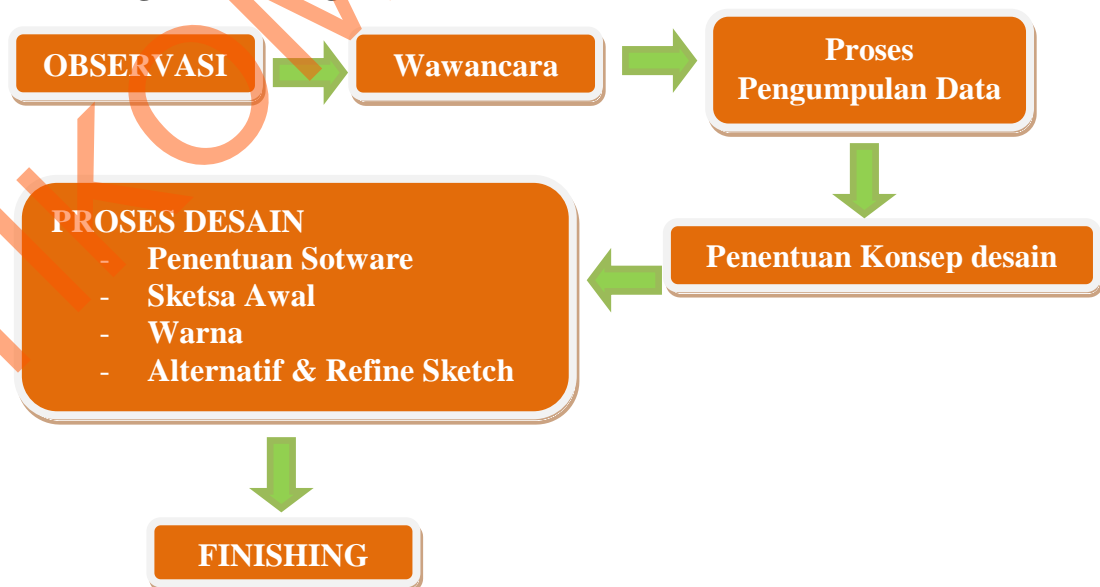 OBSERVASI
Wawancara
Proses
Pengumpulan Data
Penentuan Konsep desain
PROSES DESAIN
- Penentuan Sotware
- Sketsa Awal
- Warna
- Alternatif & Refine Sketch
FINISHING